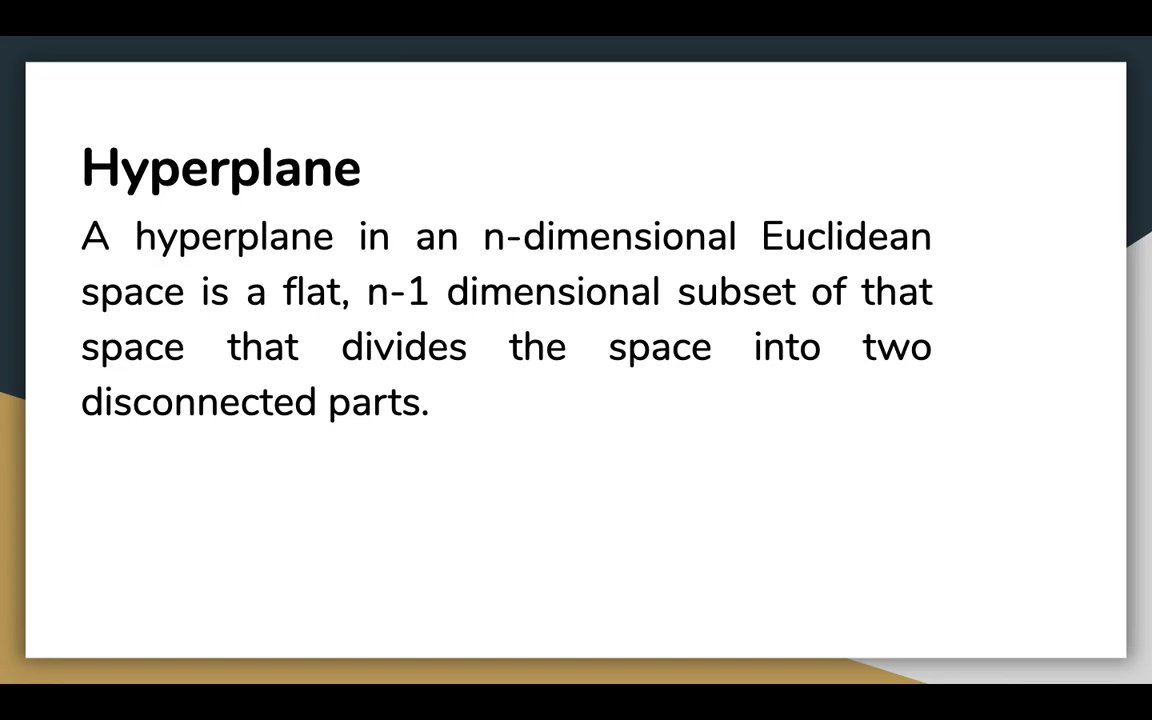 Hyperplane
A hyperplane in an n-dimensional Euclidean
space is a flat, n-1 dimensional subset of that
space that divides the space into two
disconnected parts.